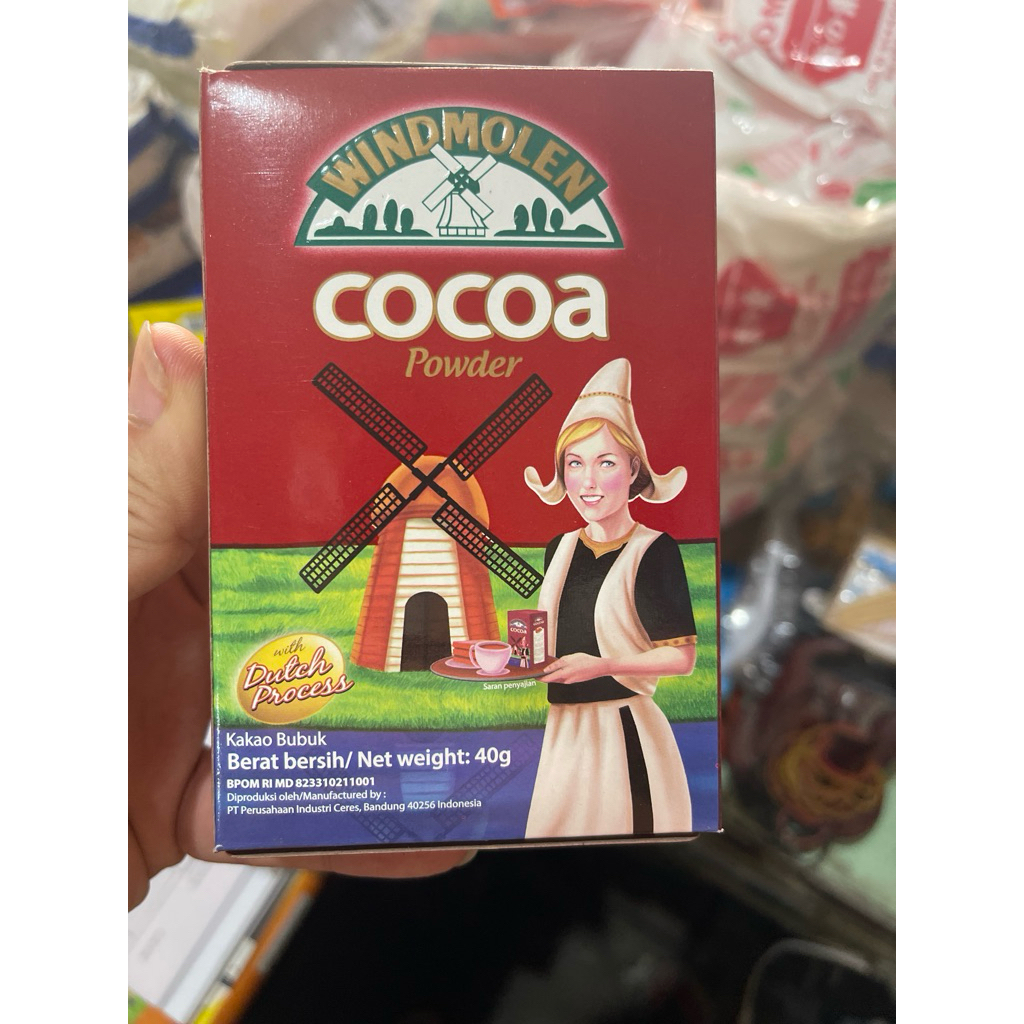 WINDMOLEN
cocoa
Powder
COCOA
with
Dutch
Process
Saran penyajian
Kakao Bubuk
Berat bersih/ Net weight: 40g
BPOM RI MD 823310211001
Diproduksi oleh/Manufactured by :
PT Perusahaan Industri Ceres, Bandung 40256 Indonesia